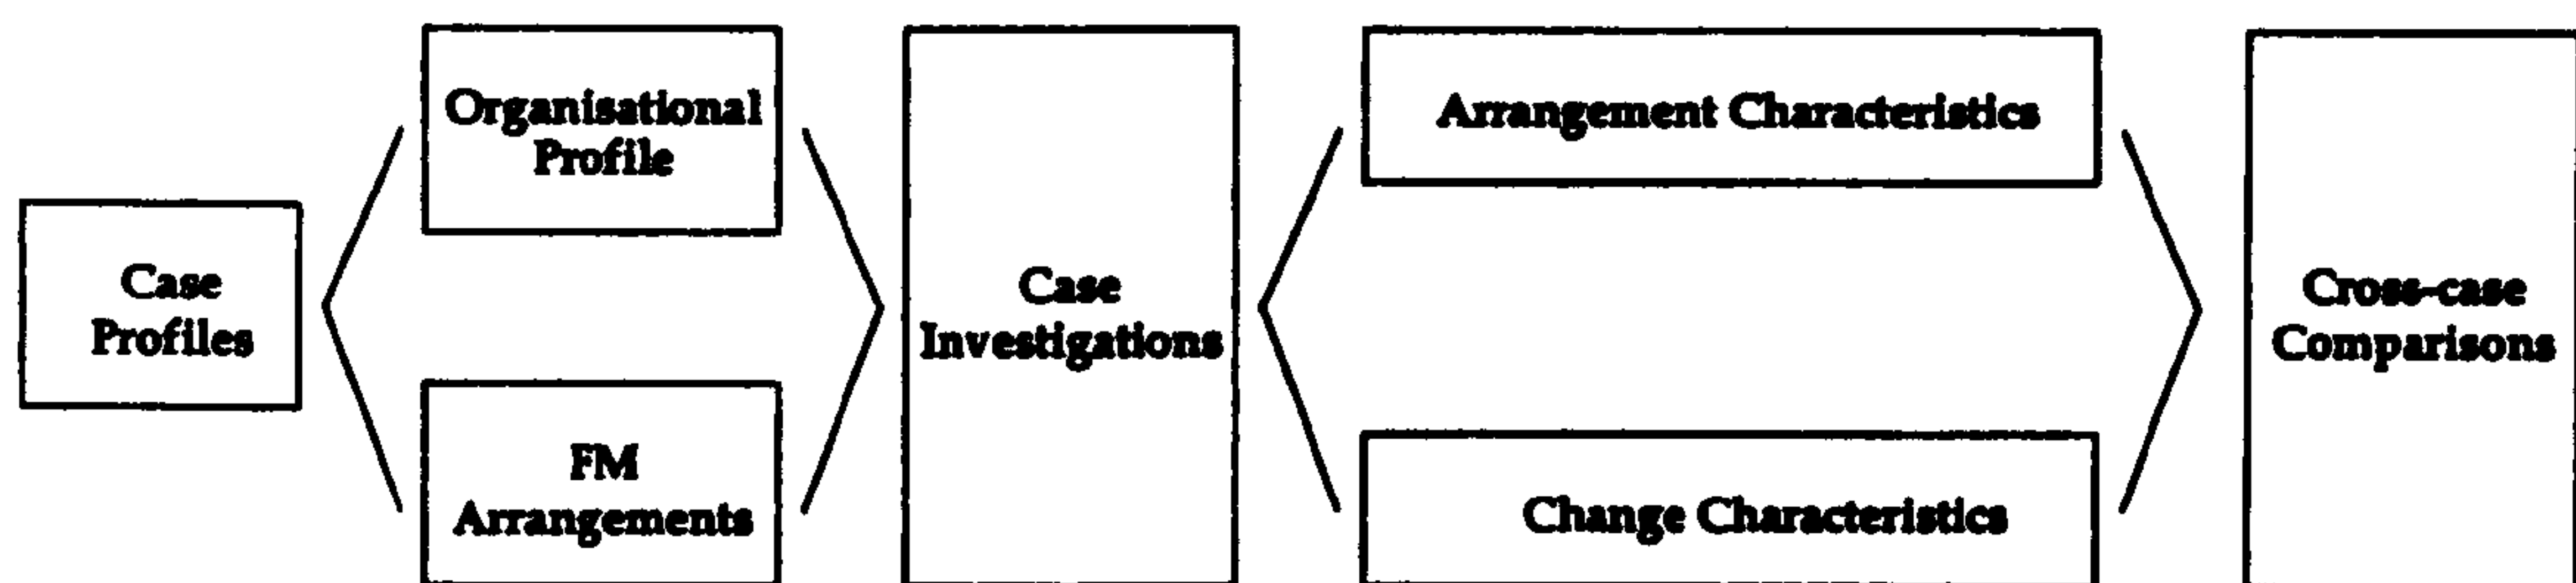 Case
Profiles
Organisational
Profile
FM
Arrangements
Case
Investigations
Arrangement Characteristics
Change Characteristics
Cross-case
Comparisons